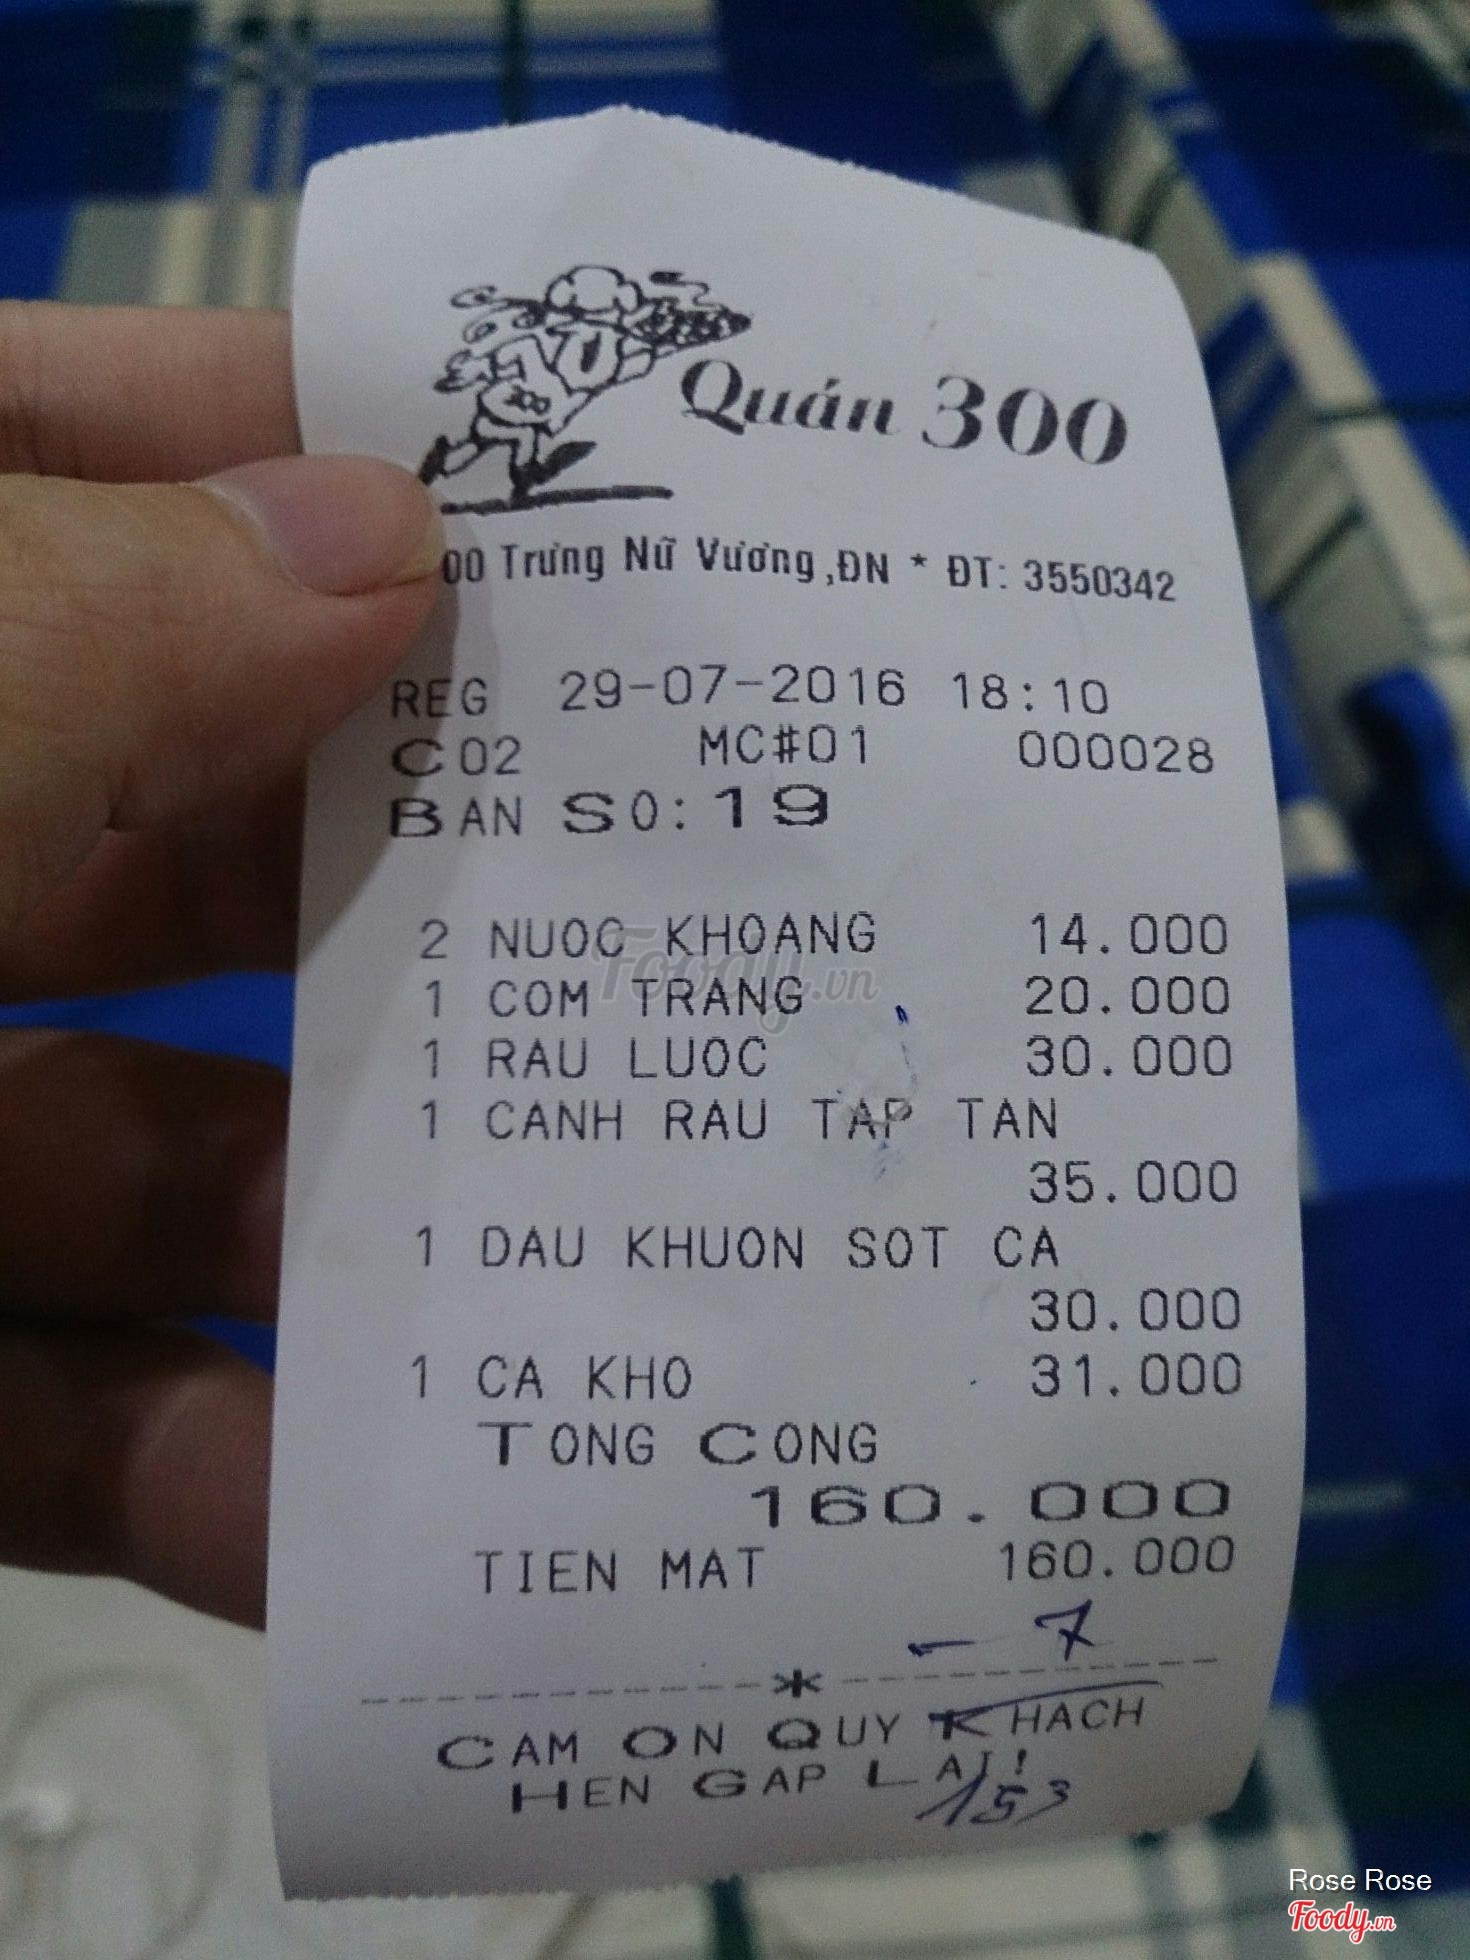 Quán 300
00 Trưng Nữ Vương,ĐN * ĐT: 3550342
REG 29-07-2016 18:10
C02 MC#01 000028
BAN SO:19
2 NUOC KHOANG 14.000
1 COM TRANG 20.000
1 RAU LUOC 30.000
1 CANH RAU TAP TAN
35.000
1 DAU KHUON SOT CA
30.000
1 CA KHO 31.000
TONG CONG
160.000
TIEN MAT 160.000
- 7
*
CAM ON QUY KHACH
HEN GAP LAI!
153
Foody.vn
Rose Rose
Foody.vn